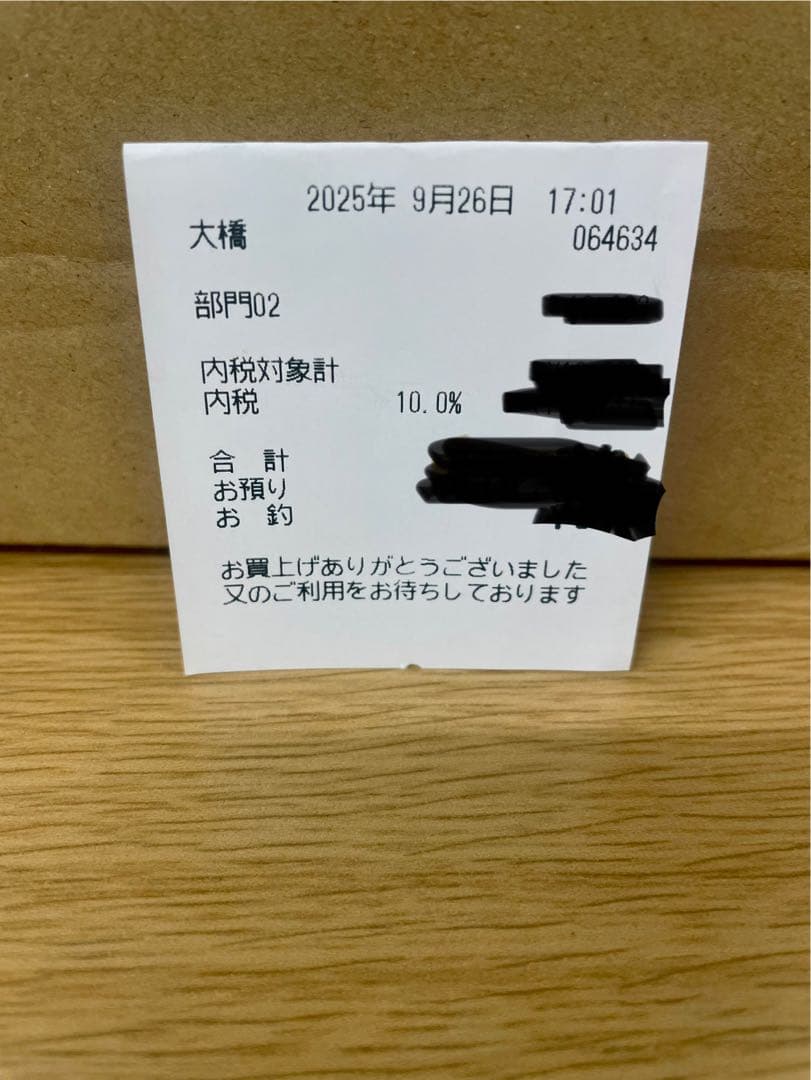 2025年 9月26日 17:01
大橋 064634
部門02
内税対象計
内税 10.0%
合 計
お預り
お 釣
お買上げありがとうございました
又のご利用をお待ちしております